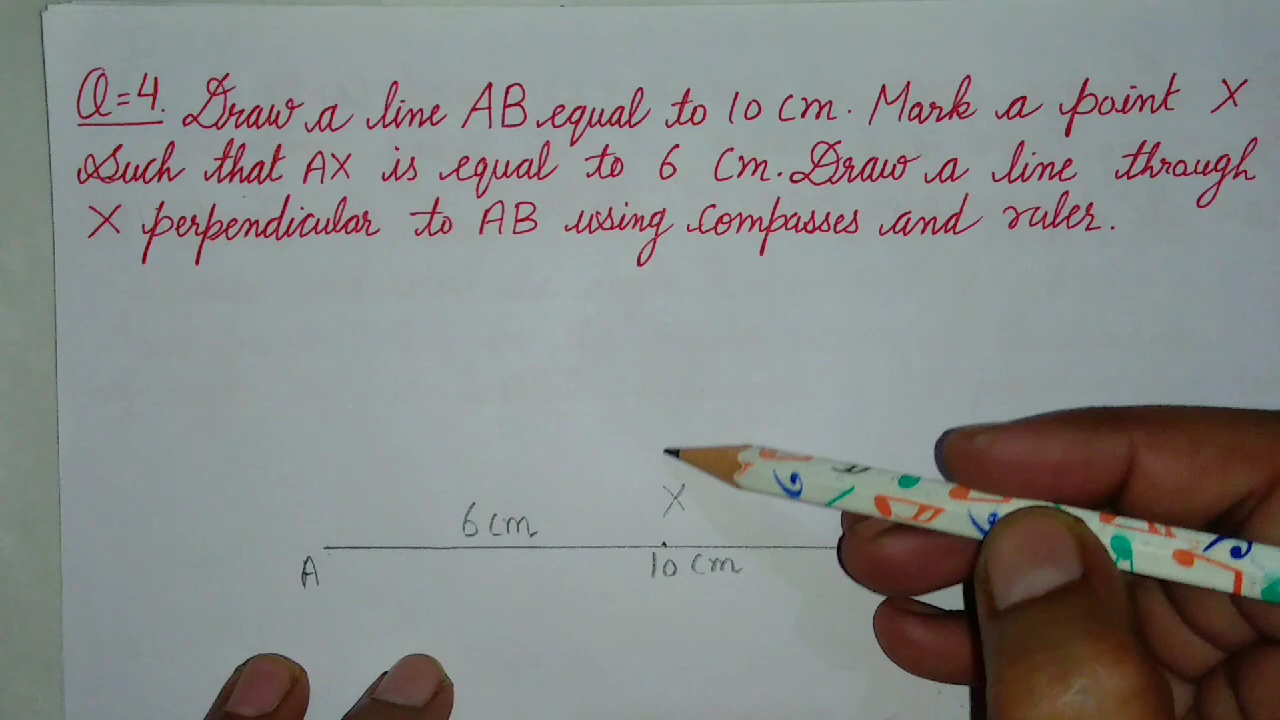 Q=4. Draw a line AB equal to 10 cm. Mark a point X
Such that AX is equal to 6 cm. Draw a line through
X perpendicular to AB using compasses and ruler.
X
6 cm
A
10 cm